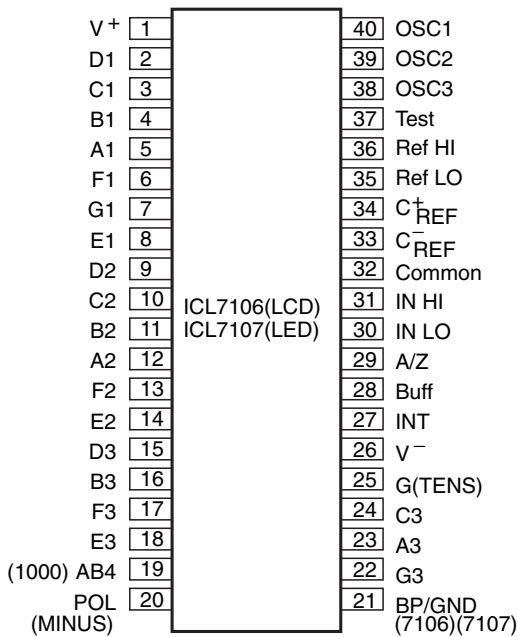 V+ 1
D1 2
C1 3
B1 4
A1 5
F1 6
G1 7
E1 8
D2 9
C2 10
B2 11
A2 12
F2 13
E2 14
D3 15
B3 16
F3 17
E3 18
(1000) AB4 19
POL 20
(MINUS)
ICL7106(LCD)
ICL7107(LED)
40 OSC1
39 OSC2
38 OSC3
37 Test
36 Ref HI
35 Ref LO
34 C+REF
33 C−REF
32 Common
31 IN HI
30 IN LO
29 A/Z
28 Buff
27 INT
26 V−
25 G(TENS)
24 C3
23 A3
22 G3
21 BP/GND
(7106)(7107)